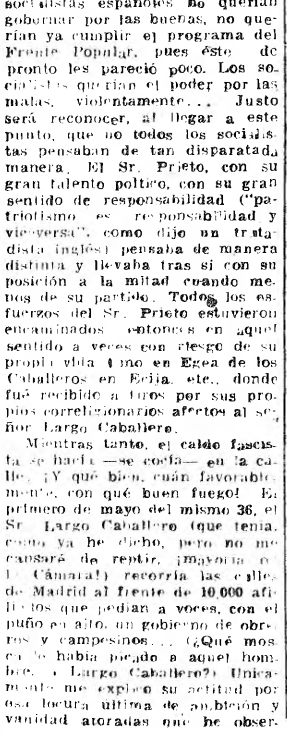 socialistas españoles no querían
gobernar por las buenas, no que-
rían ya cumplir el programa del
Frente Popular, pues éste de
pronto les pareció poco. Los so-
cialistas querían el poder por las
malas, violentamente... Justo
será reconocer, al llegar a este
punto, que no todos los socialis-
tas pensaban de tan disparatada
manera. El Sr. Prieto, con su
gran talento poltico, con su gran
sentido de responsabilidad ("pa-
triotismo es responsabilidad y
viceversa", como dijo un trata-
dista inglés) pensaba de manera
distinta y llevaba tras sí con su
posición a la mitad cuando me-
nos de su partido. Todos los es-
fuerzos del Sr. Prieto estuvieron
encaminados entonces en aquel
sentido a veces con riesgo de su
propia vida como en Egea de los
Caballeros en Ecija, etc., donde
fué recibido a tiros por sus pro-
pios correligionarios afectos al se-
ñor Largo Caballero.
Mientras tanto, el caldo fascis-
ta se hacía —se cocía— en la ca-
lle. ¡Y qué bien, cuán favorable-
mente, con qué buen fuego! El
primero de mayo del mismo 36, el
Sr. Largo Caballero (que tenía,
como ya he dicho, pero no me
cansaré de reptir, ¡mayoría
la Cámara!) recorría las calles
de Madrid al frente de 10,000 afi-
liados que pedían a voces, con el
puño en alto, un gobierno de obre-
ros y campesinos... (¿Qué mos-
ca le había picado a aquel hom-
bre, a Largo Caballero? Unica-
mente me explico su actitud por
esa locura última de ambición y
vanidad atoradas que he obser-